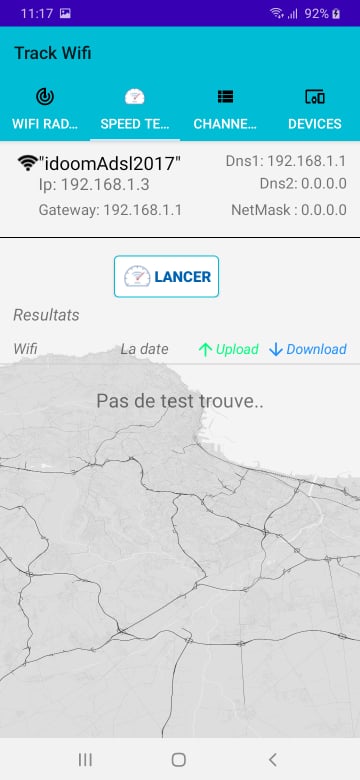 11:17 92%
Track Wifi
WIFI RAD... SPEED TE... CHANNE... DEVICES
"idoomAdsl2017" Dns1: 192.168.1.1
Ip: 192.168.1.3 Dns2: 0.0.0.0
Gateway: 192.168.1.1 NetMask : 0.0.0.0
LANCER
Resultats
Wifi La date Upload Download
Pas de test trouve..